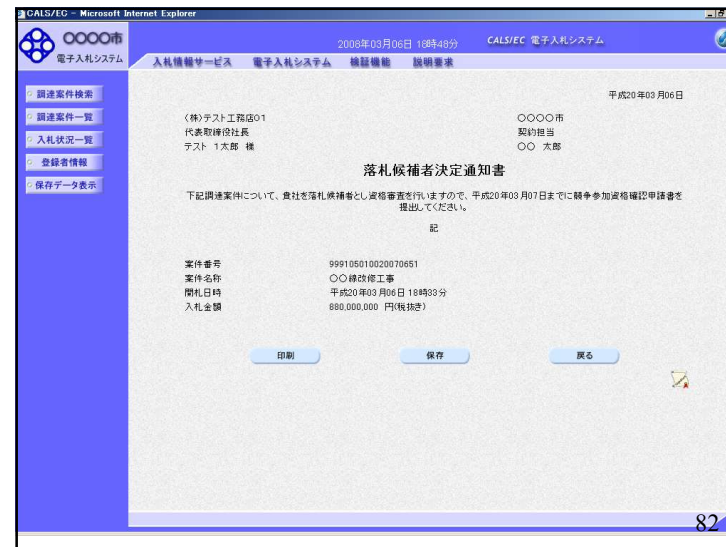 CALS/EC - Microsoft Internet Explorer
〇〇〇〇市
電子入札システム
2008年03月06日 18時48分
CALS/EC 電子入札システム
入札情報サービス 電子入札システム 検証機能 説明要求
調達案件検索
調達案件一覧
入札状況一覧
登録者情報
保存データ表示
平成20年03月06日
(株)テスト工務店01
代表取締役社長
テスト 1太郎 様
〇〇〇〇市
契約担当
〇〇 太郎
落札候補者決定通知書
下記調達案件について、貴社を落札候補者とし資格審査を行いますので、平成20年03月07日までに競争参加資格確認申請書を
提出してください。
記
案件番号 999105010020070651
案件名称 〇〇線改修工事
開札日時 平成20年03月06日 18時33分
入札金額 880,000,000 円(税抜き)
印刷 保存 戻る
82